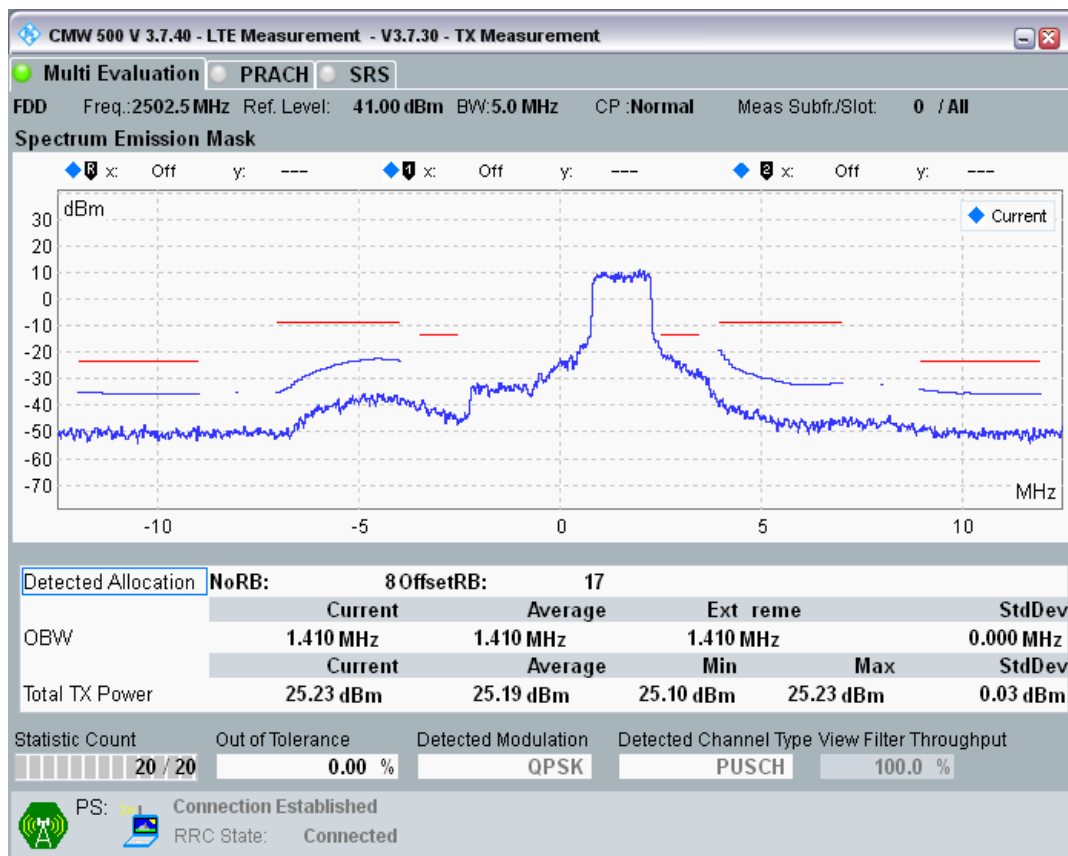 CMW 500 V 3.7.40 - LTE Measurement - V3.7.30 - TX Measurement
Multi Evaluation PRACH SRS
FDD Freq.:2502.5 MHz Ref. Level: 41.00 dBm BW:5.0 MHz CP :Normal Meas Subfr./Slot: 0 / All
Spectrum Emission Mask
R x: Off y: --- 1 x: Off y: --- 2 x: Off y: ---
dBm
Current
30
20
10
0
-10
-20
-30
-40
-50
-60
-70
MHz
-10 -5 0 5 10
Detected Allocation NoRB: 8 OffsetRB: 17
Current Average Ext reme StdDev
OBW 1.410 MHz 1.410 MHz 1.410 MHz 0.000 MHz
Current Average Min Max StdDev
Total TX Power 25.23 dBm 25.19 dBm 25.10 dBm 25.23 dBm 0.03 dBm
Statistic Count Out of Tolerance Detected Modulation Detected Channel Type View Filter Throughput
20 / 20 0.00 % QPSK PUSCH 100.0 %
PS: Connection Established
RRC State: Connected